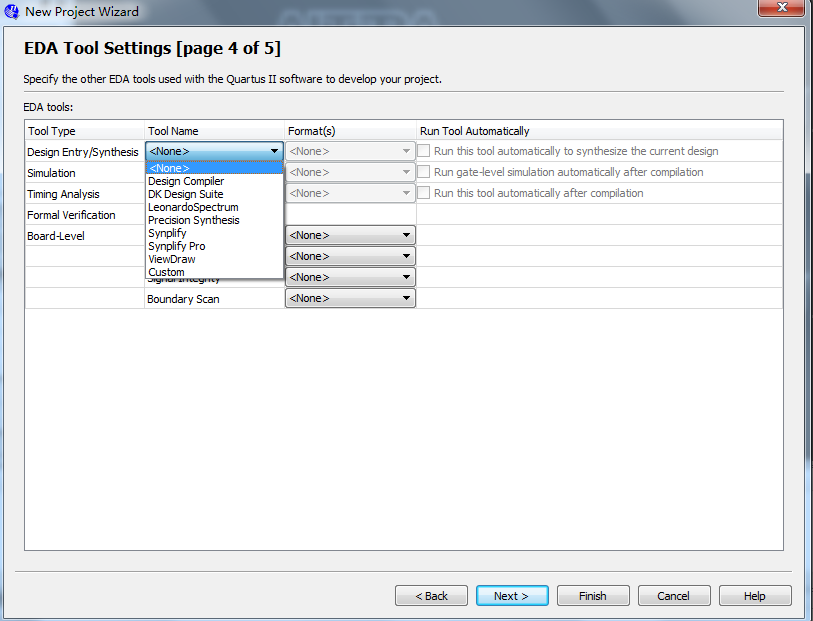 New Project Wizard
EDA Tool Settings [page 4 of 5]
Specify the other EDA tools used with the Quartus II software to develop your project.
EDA tools:
Tool Type Tool Name Format(s) Run Tool Automatically
Design Entry/Synthesis <None> <None> Run this tool automatically to synthesize the current design
<None>
Simulation <None> Run gate-level simulation automatically after compilation
Design Compiler
DK Design Suite
Timing Analysis <None> Run this tool automatically after compilation
LeonardoSpectrum
Formal Verification
Precision Synthesis
Synplify
Board-Level <None>
Synplify Pro
ViewDraw
<None>
Custom
Signal Integrity <None>
Boundary Scan <None>
< Back Next > Finish Cancel Help